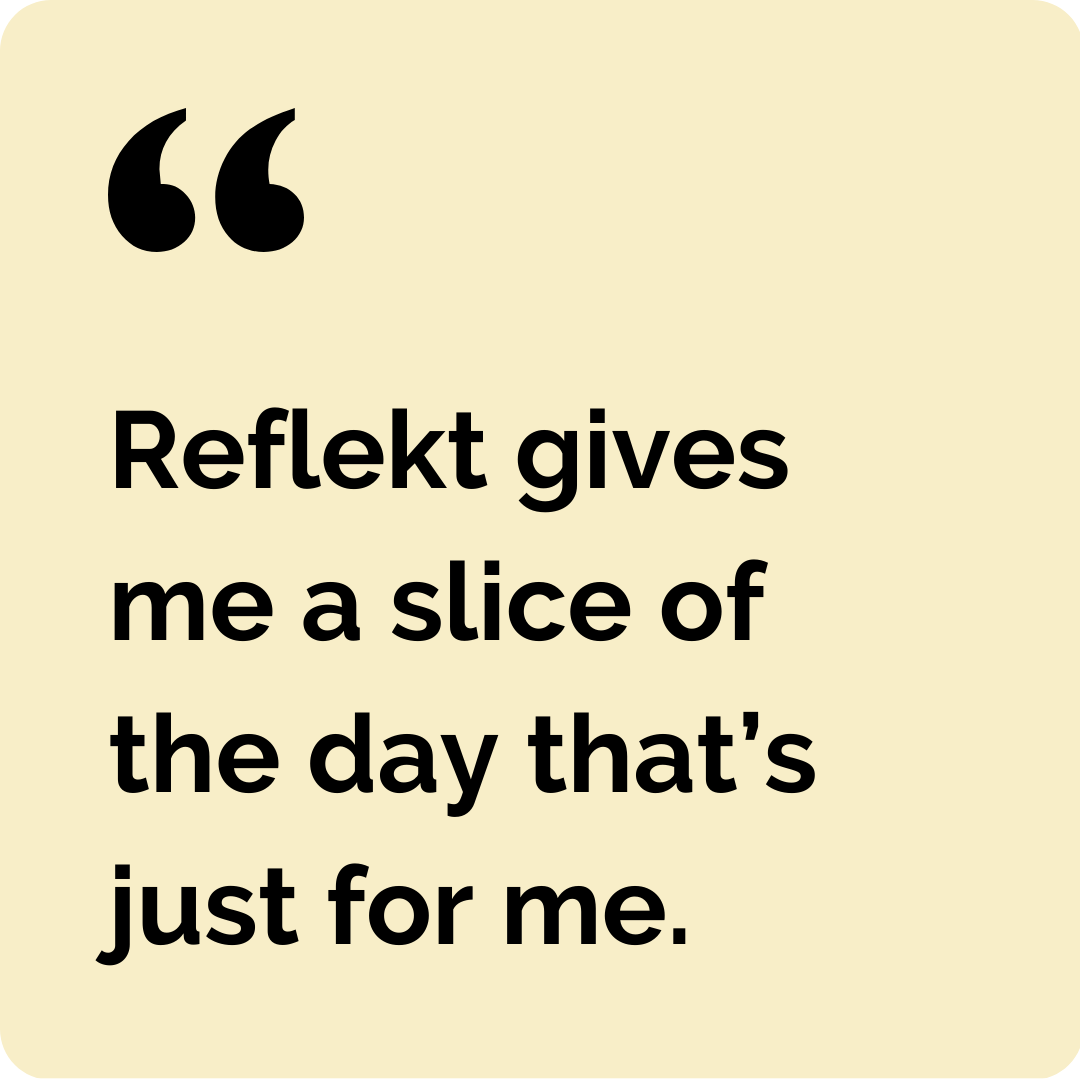 “
Reflekt gives
me a slice of
the day that’s
just for me.